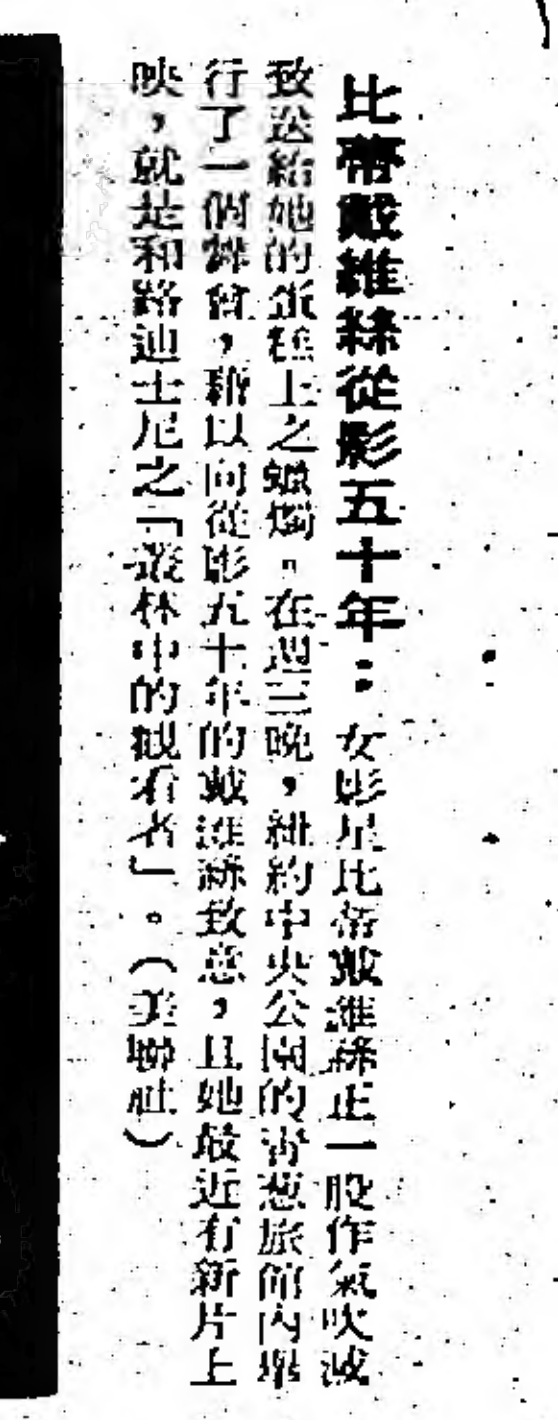 比蒂戴維絲從影五十年：女影星比蒂戴維絲正一股作氣吹滅
致送給她的蛋糕上之蠟燭。在週三晚，紐約中央公園的青葱旅館內舉
行了一個舞會，藉以向從影五十年的戴維絲致意，且她最近有新片上
映，就是和路迪士尼之「叢林中的觀看者」。（美聯社）